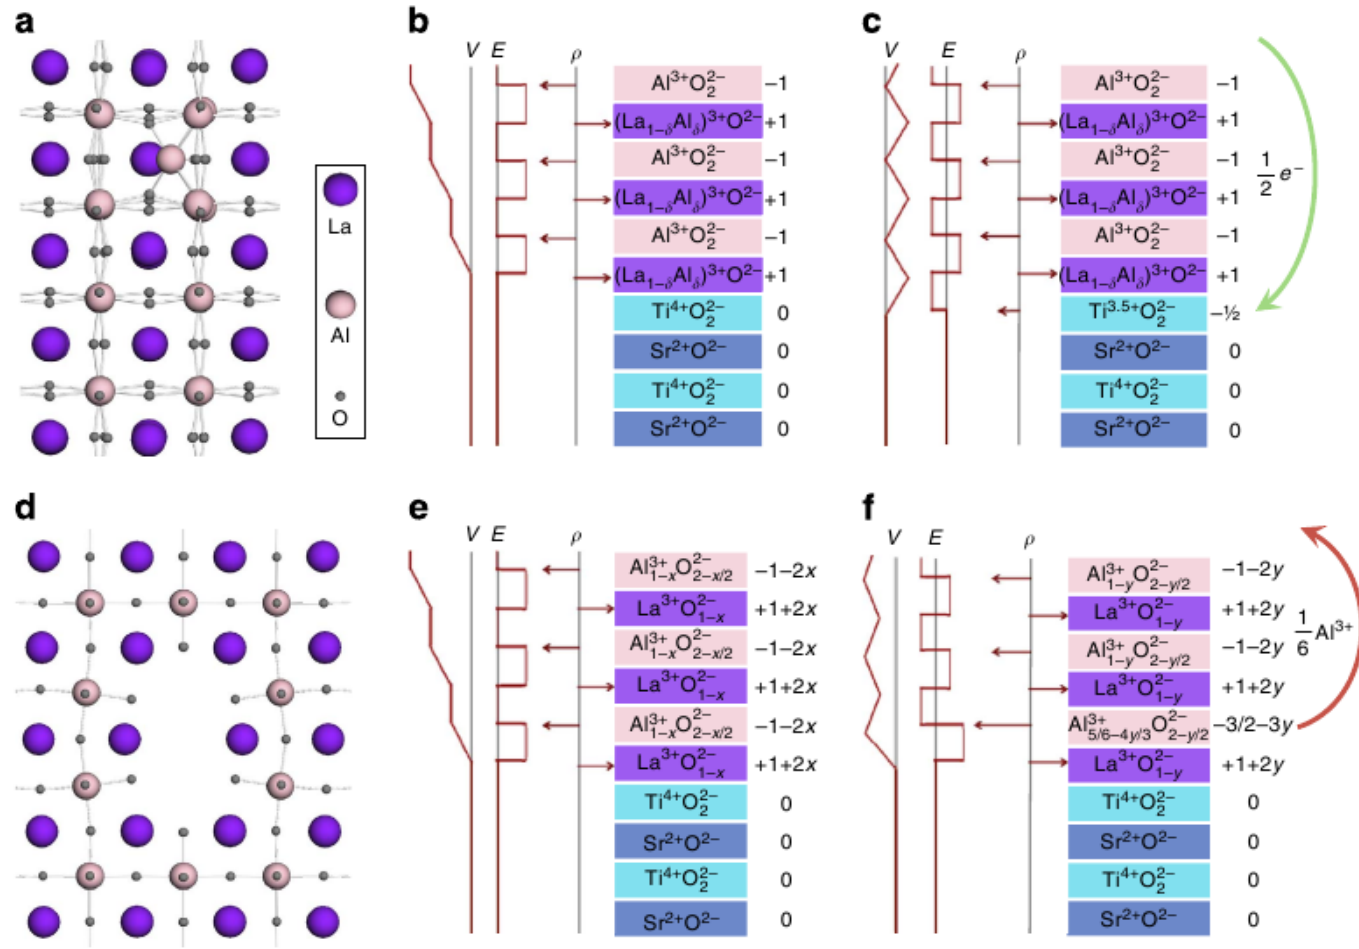 a
La
Al
O
b
V E ρ
Al³⁺O₂²⁻ −1
(La₁₋δAlδ)³⁺O²⁻ +1
Al³⁺O₂²⁻ −1
(La₁₋δAlδ)³⁺O²⁻ +1
Al³⁺O₂²⁻ −1
(La₁₋δAlδ)³⁺O²⁻ +1
Ti⁴⁺O₂²⁻ 0
Sr²⁺O²⁻ 0
Ti⁴⁺O₂²⁻ 0
Sr²⁺O²⁻ 0
c
V E ρ
Al³⁺O₂²⁻ −1
(La₁₋δAlδ)³⁺O²⁻ +1
Al³⁺O₂²⁻ −1
(La₁₋δAlδ)³⁺O²⁻ +1
Al³⁺O₂²⁻ −1
(La₁₋δAlδ)³⁺O²⁻ +1
Ti³·⁵⁺O₂²⁻ −½
Sr²⁺O²⁻ 0
Ti⁴⁺O₂²⁻ 0
Sr²⁺O²⁻ 0
1/2 e⁻
d
e
V E ρ
Al³⁺₁₋ₓO²⁻₂₋ₓ/₂ −1−2x
La³⁺O²⁻₁₋ₓ +1+2x
Al³⁺₁₋ₓO²⁻₂₋ₓ/₂ −1−2x
La³⁺O²⁻₁₋ₓ +1+2x
Al³⁺₁₋ₓO²⁻₂₋ₓ/₂ −1−2x
La³⁺O²⁻₁₋ₓ +1+2x
Ti⁴⁺O₂²⁻ 0
Sr²⁺O²⁻ 0
Ti⁴⁺O₂²⁻ 0
Sr²⁺O²⁻ 0
f
V E ρ
Al³⁺₁₋yO²⁻₂₋y/₂ −1−2y
La³⁺O²⁻₁₋y +1+2y
Al³⁺₁₋yO²⁻₂₋y/₂ −1−2y
La³⁺O²⁻₁₋y +1+2y
Al³⁺₅/₆₋₄y/₃O²⁻₂₋y/₂ −3/2−3y
La³⁺O²⁻₁₋y +1+2y
Ti⁴⁺O₂²⁻ 0
Sr²⁺O²⁻ 0
Ti⁴⁺O₂²⁻ 0
Sr²⁺O²⁻ 0
1/6 Al³⁺